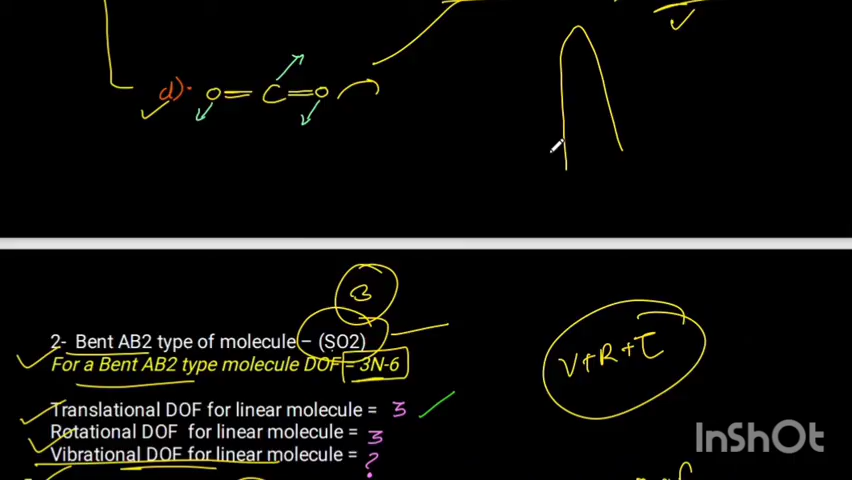 d). O=C=O
3
2- Bent AB2 type of molecule – (SO2)
For a Bent AB2 type molecule DOF = 3N-6
V+R+T
Translational DOF for linear molecule = 3
Rotational DOF for linear molecule = 3
Vibrational DOF for linear molecule = ?
InShOt